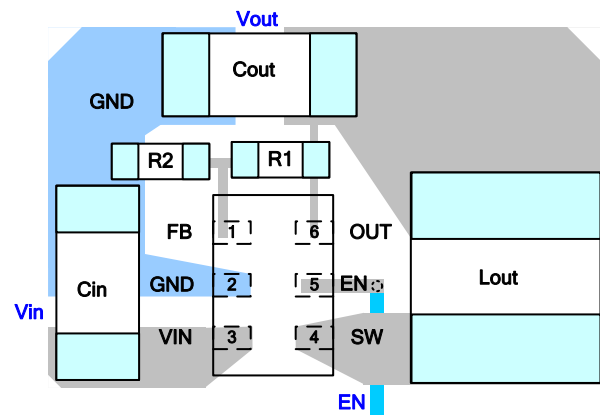 Vout
Cout
GND
R2
R1
FB
1
6
OUT
GND
2
5
EN
Cin
Lout
Vin
VIN
3
4
SW
EN